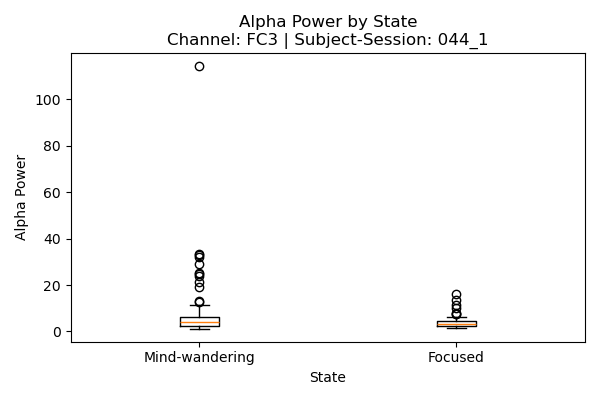 Alpha Power by State
Channel: FC3 | Subject-Session: 044_1
Alpha Power
100
80
60
40
20
0
Mind-wandering
Focused
State